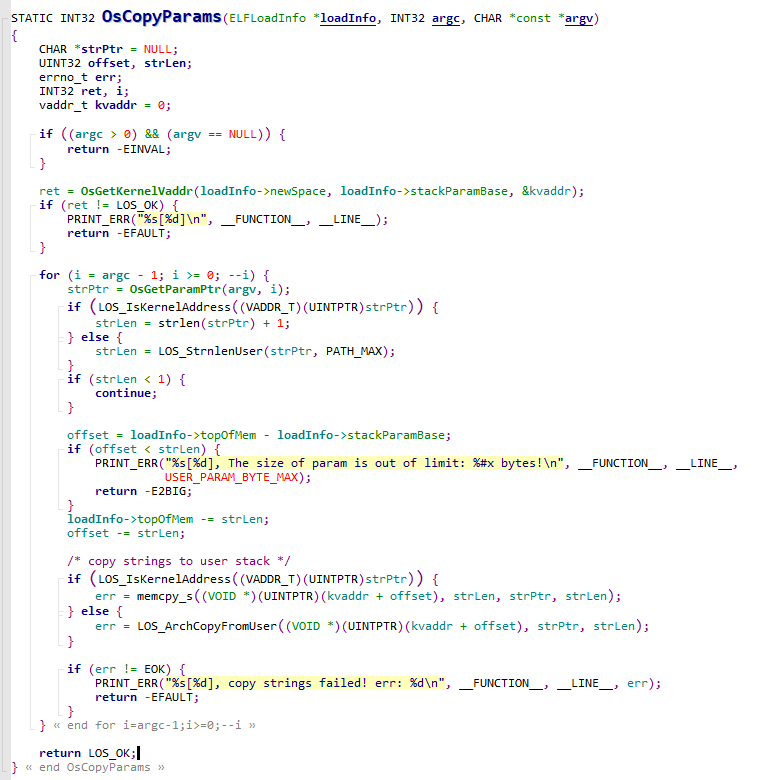 STATIC INT32 OsCopyParams(ELFLoadInfo *loadInfo, INT32 argc, CHAR *const *argv)
{
    CHAR *strPtr = NULL;
    UINT32 offset, strLen;
    errno_t err;
    INT32 ret, i;
    vaddr_t kvaddr = 0;

    if ((argc > 0) && (argv == NULL)) {
        return -EINVAL;
    }

    ret = OsGetKernelVaddr(loadInfo->newSpace, loadInfo->stackParamBase, &kvaddr);
    if (ret != LOS_OK) {
        PRINT_ERR("%s[%d]\n", __FUNCTION__, __LINE__);
        return -EFAULT;
    }

    for (i = argc - 1; i >= 0; --i) {
        strPtr = OsGetParamPtr(argv, i);
        if (LOS_IsKernelAddress((VADDR_T)(UINTPTR)strPtr)) {
            strLen = strlen(strPtr) + 1;
        } else {
            strLen = LOS_StrnlenUser(strPtr, PATH_MAX);
        }
        if (strLen < 1) {
            continue;
        }

        offset = loadInfo->topOfMem - loadInfo->stackParamBase;
        if (offset < strLen) {
            PRINT_ERR("%s[%d], The size of param is out of limit: %#x bytes!\n", __FUNCTION__, __LINE__,
                      USER_PARAM_BYTE_MAX);
            return -E2BIG;
        }
        loadInfo->topOfMem -= strLen;
        offset -= strLen;

        /* copy strings to user stack */
        if (LOS_IsKernelAddress((VADDR_T)(UINTPTR)strPtr)) {
            err = memcpy_s((VOID *)(UINTPTR)(kvaddr + offset), strLen, strPtr, strLen);
        } else {
            err = LOS_ArchCopyFromUser((VOID *)(UINTPTR)(kvaddr + offset), strPtr, strLen);
        }

        if (err != EOK) {
            PRINT_ERR("%s[%d], copy strings failed! err: %d\n", __FUNCTION__, __LINE__, err);
            return -EFAULT;
        }
    } « end for i=argc-1;i>=0;--i »

    return LOS_OK;
} « end OsCopyParams »